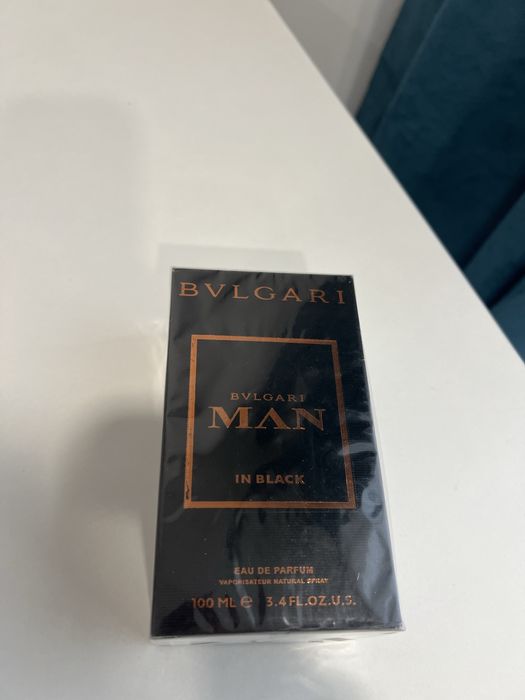 BVLGARI
BVLGARI
MAN
IN BLACK
EAU DE PARFUM
VAPORISATEUR NATURAL SPRAY
100 ML ℮ 3.4 FL.OZ.U.S.